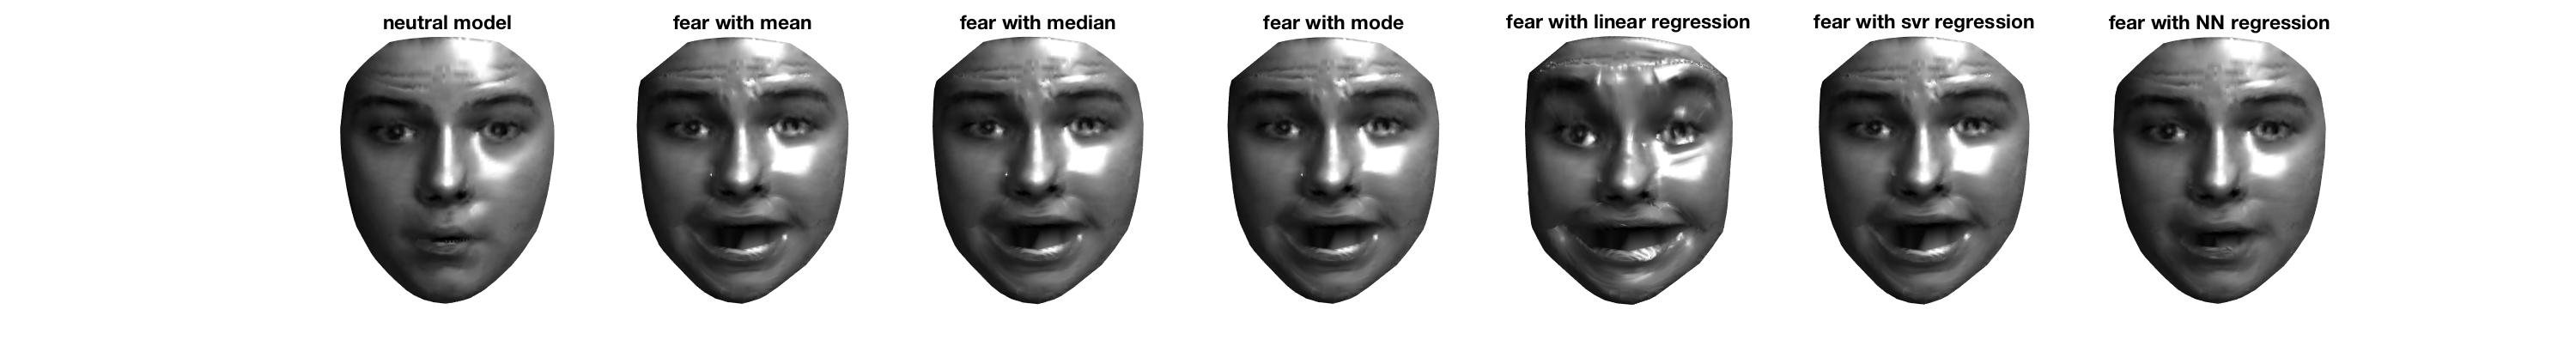 neutral model
fear with mean
fear with median
fear with mode
fear with linear regression
fear with svr regression
fear with NN regression